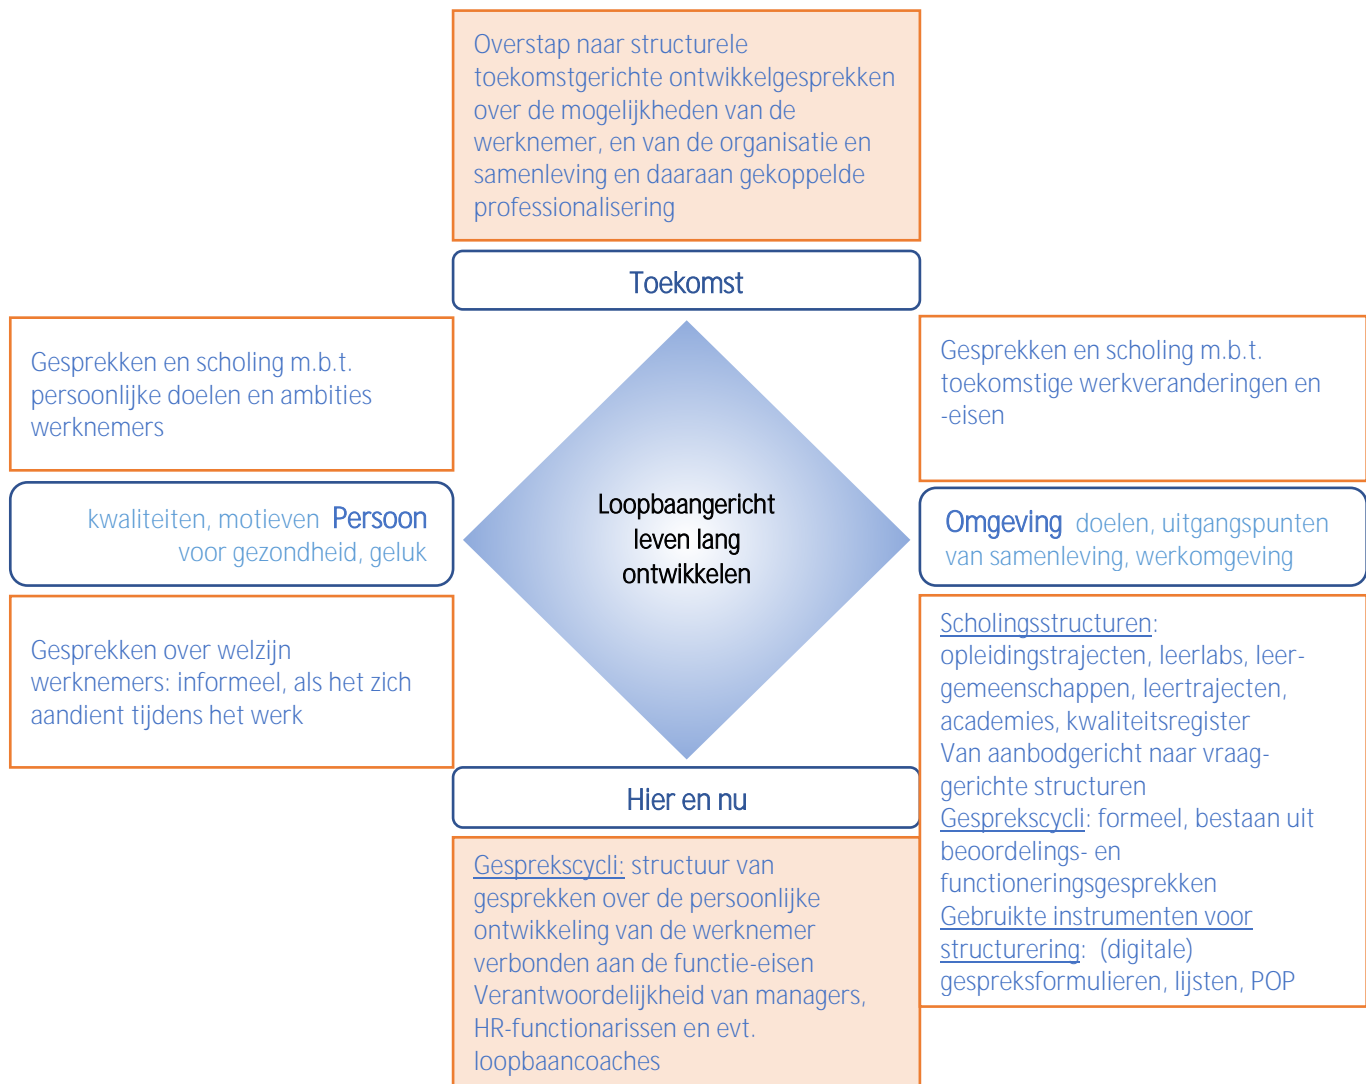 Overstap naar structurele
toekomstgerichte ontwikkelgesprekken
over de mogelijkheden van de
werknemer, en van de organisatie en
samenleving en daaraan gekoppelde
professionalisering
Toekomst
Gesprekken en scholing m.b.t.
persoonlijke doelen en ambities
werknemers
Gesprekken en scholing m.b.t.
toekomstige werkveranderingen en
-eisen
kwaliteiten, motieven Persoon
voor gezondheid, geluk
Loopbaangericht
leven lang
ontwikkelen
Omgeving doelen, uitgangspunten
van samenleving, werkomgeving
Gesprekken over welzijn
werknemers: informeel, als het zich
aandient tijdens het werk
Scholingsstructuren:
opleidingstrajecten, leerlabs, leer-
gemeenschappen, leertrajecten,
academies, kwaliteitsregister
Van aanbodgericht naar vraag-
gerichte structuren
Gesprekscycli: formeel, bestaan uit
beoordelings- en
functioneringsgesprekken
Gebruikte instrumenten voor
structurering: (digitale)
gespreksformulieren, lijsten, POP
Hier en nu
Gesprekscycli: structuur van
gesprekken over de persoonlijke
ontwikkeling van de werknemer
verbonden aan de functie-eisen
Verantwoordelijkheid van managers,
HR-functionarissen en evt.
loopbaancoaches